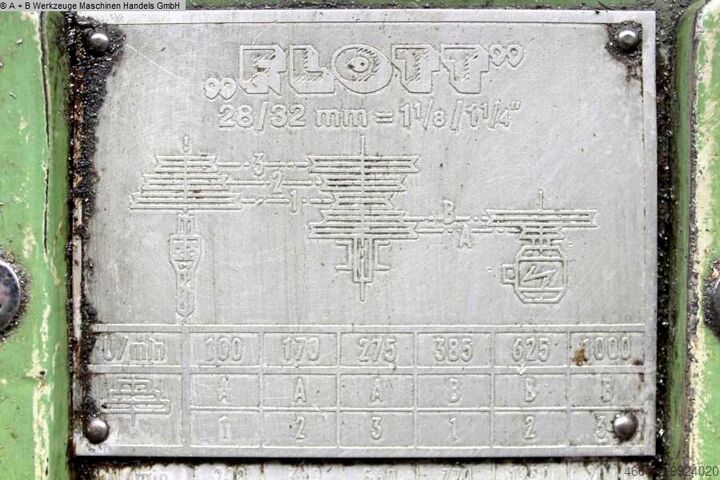 © A + B Werkzeuge Maschinen Handels GmbH
„FLOTT”
28/32 mm = 1 1/8 / 1 1/4"
3
2
1
B
A
U/min 100 170 275 385 625 1000
A A A B B B
1 2 3 1 2 3